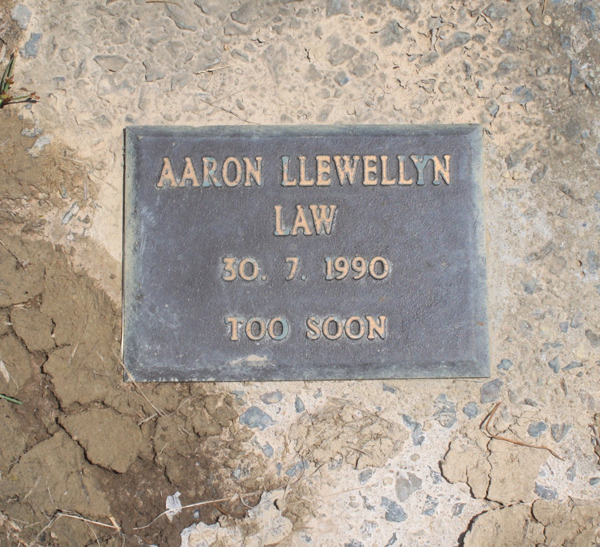 AARON LLEWELLYN
LAW
30. 7. 1990
TOO SOON